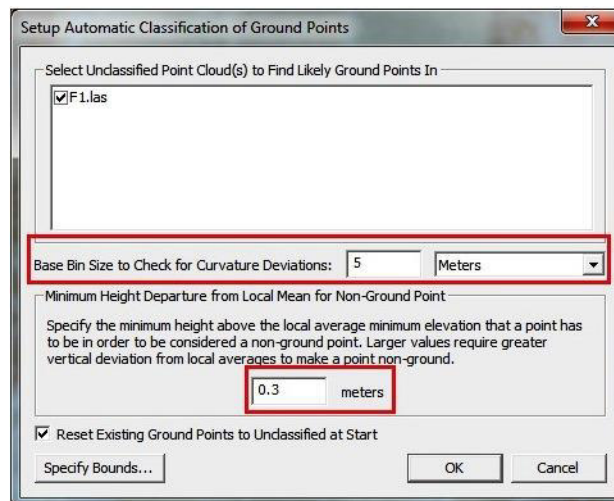 Setup Automatic Classification of Ground Points
Select Unclassified Point Cloud(s) to Find Likely Ground Points In
F1.las
Base Bin Size to Check for Curvature Deviations: 5 Meters
Minimum Height Departure from Local Mean for Non-Ground Point
Specify the minimum height above the local average minimum elevation that a point has
to be in order to be considered a non-ground point. Larger values require greater
vertical deviation from local averages to make a point non-ground.
0.3 meters
Reset Existing Ground Points to Unclassified at Start
Specify Bounds... OK Cancel